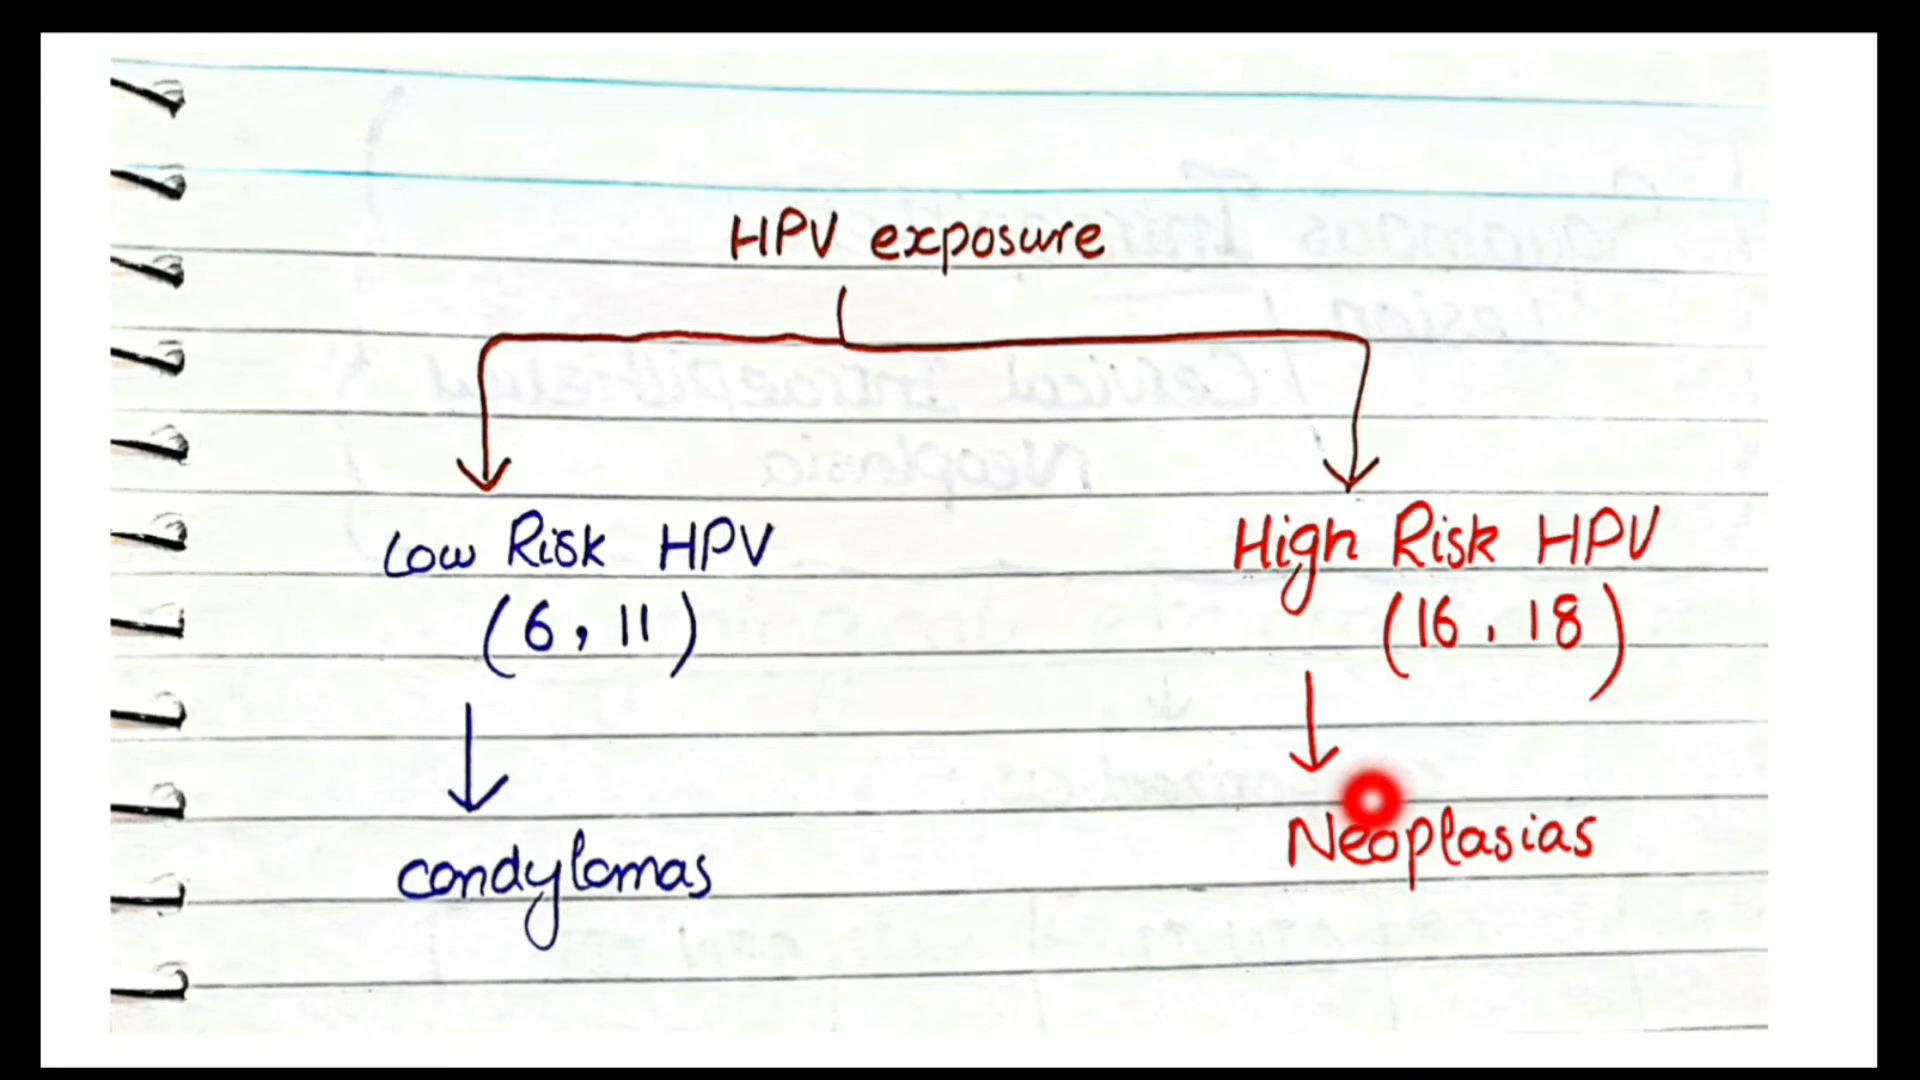 HPV exposure
Low Risk HPV
(6, 11)
High Risk HPV
(16, 18)
condylomas
Neoplasias